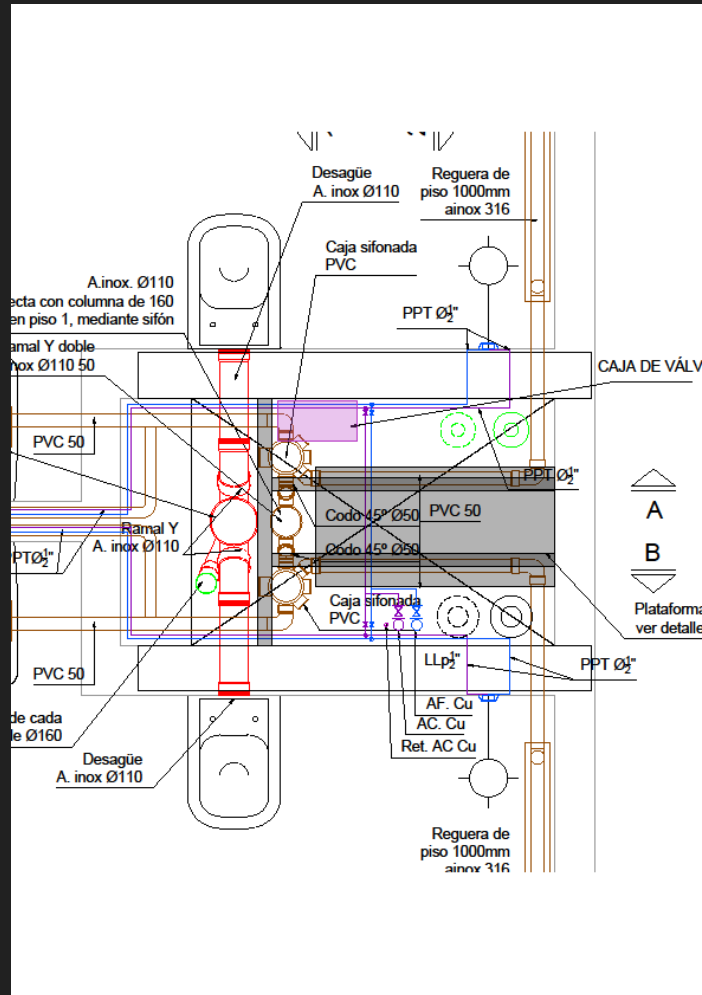 Desagüe
A. inox Ø110
Reguera de
piso 1000mm
ainox 316
Caja sifonada
PVC
A.inox. Ø110
ecta con columna de 160
en piso 1, mediante sifón
PPT Ø½"
amal Y doble
nox Ø110 50
CAJA DE VÁLV
PVC 50
PPT Ø½"
Codo 45º Ø50
PVC 50
Ramal Y
A. inox Ø110
A
PPTØ½"
Codo 45º Ø50
B
Caja sifonada
PVC
Plataforma
ver detalle
PVC 50
LLp½"
PPT Ø½"
de cada
le Ø160
AF. Cu
AC. Cu
Ret. AC Cu
Desagüe
A. inox Ø110
Reguera de
piso 1000mm
ainox 316